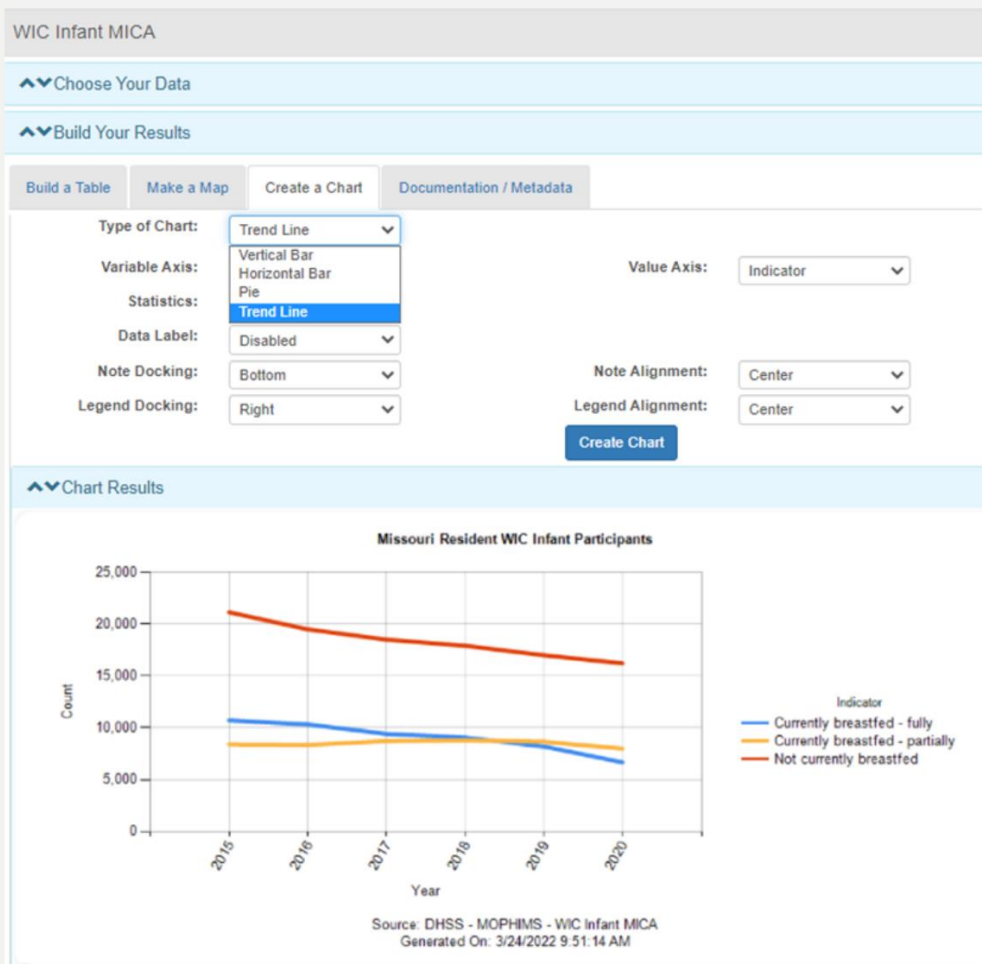 WIC Infant MICA
Choose Your Data
Build Your Results
Build a Table Make a Map Create a Chart Documentation / Metadata
Type of Chart: Trend Line
Vertical Bar
Variable Axis: Horizontal Bar Value Axis: Indicator
Pie
Statistics: Trend Line
Data Label: Disabled
Note Docking: Bottom Note Alignment: Center
Legend Docking: Right Legend Alignment: Center
Create Chart
Chart Results
Missouri Resident WIC Infant Participants
25,000
20,000
15,000
10,000
5,000
0
Count
2015 2016 2017 2018 2019 2020
Year
Indicator
Currently breastfed - fully
Currently breastfed - partially
Not currently breastfed
Source: DHSS - MOPHIMS - WIC Infant MICA
Generated On: 3/24/2022 9:51:14 AM